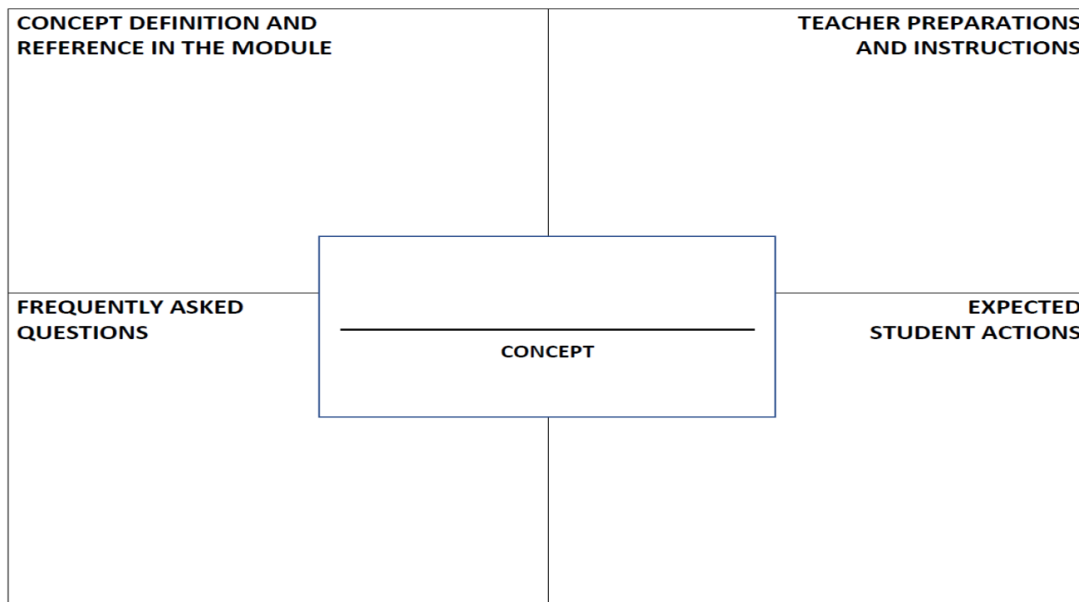 CONCEPT DEFINITION AND
REFERENCE IN THE MODULE
TEACHER PREPARATIONS
AND INSTRUCTIONS
FREQUENTLY ASKED
QUESTIONS
CONCEPT
EXPECTED
STUDENT ACTIONS